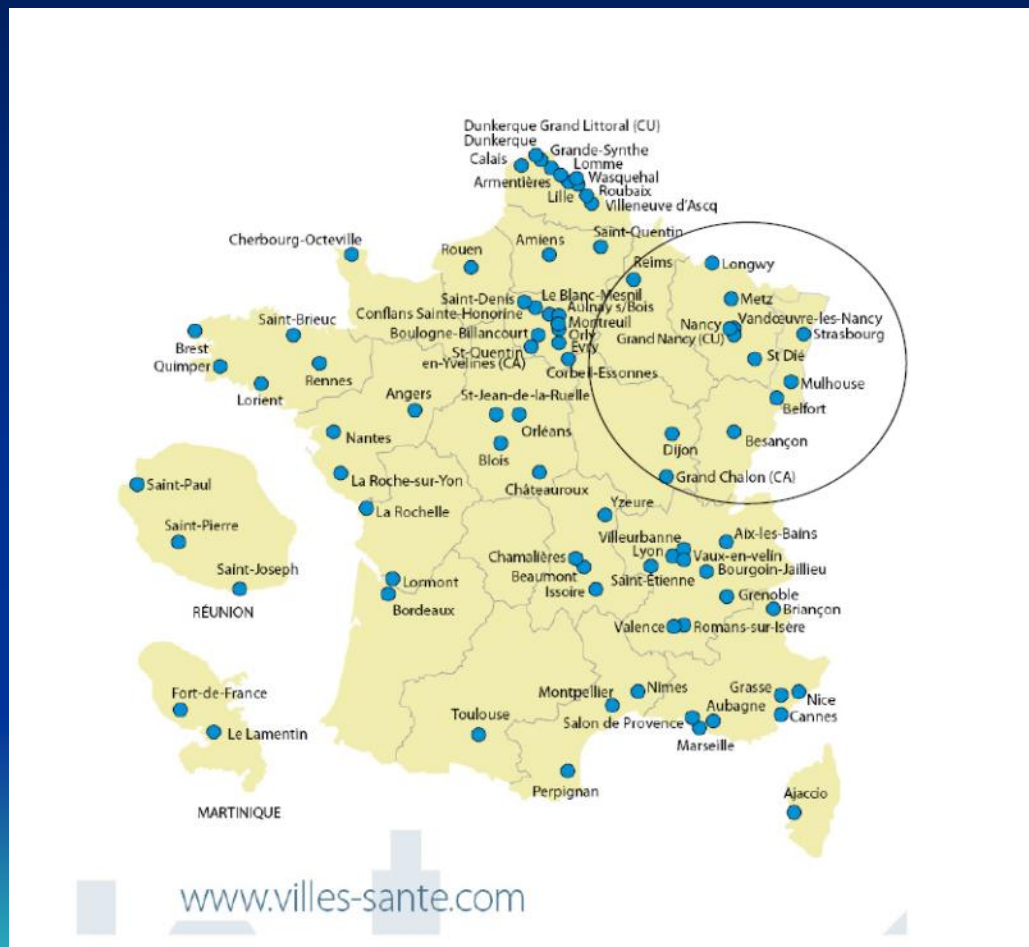 Dunkerque Grand Littoral (CU)
Dunkerque
Grande-Synthe
Calais
Lomme
Armentières
Wasquehal
Lille
Roubaix
Villeneuve d'Ascq
Cherbourg-Octeville
Rouen
Amiens
Saint-Quentin
Reims
Longwy
Saint-Denis
Le Blanc-Mesnil
Metz
Conflans Sainte-Honorine
Aulnay s/Bois
Montreuil
Nancy
Vandœuvre-les-Nancy
Saint-Brieuc
Boulogne-Billancourt
Orly
Grand Nancy (CU)
Strasbourg
Brest
St-Quentin
en-Yvelines (CA)
Evry
St Dié
Quimper
Rennes
Corbeil-Essonnes
Mulhouse
Lorient
Angers
St-Jean-de-la-Ruelle
Belfort
Nantes
Orléans
Besançon
Blois
Dijon
La Roche-sur-Yon
Châteauroux
Grand Chalon (CA)
Saint-Paul
La Rochelle
Yzeure
Saint-Pierre
Villeurbanne
Aix-les-Bains
Lyon
Vaux-en-velin
Chamalières
Saint-Joseph
Beaumont
Saint-Étienne
Bourgoin-Jaillieu
Lormont
Issoire
Grenoble
RÉUNION
Bordeaux
Briançon
Valence
Romans-sur-Isère
Fort-de-France
Montpellier
Nîmes
Grasse
Nice
Le Lamentin
Toulouse
Salon de Provence
Aubagne
Cannes
Marseille
Perpignan
Ajaccio
MARTINIQUE
www.villes-sante.com